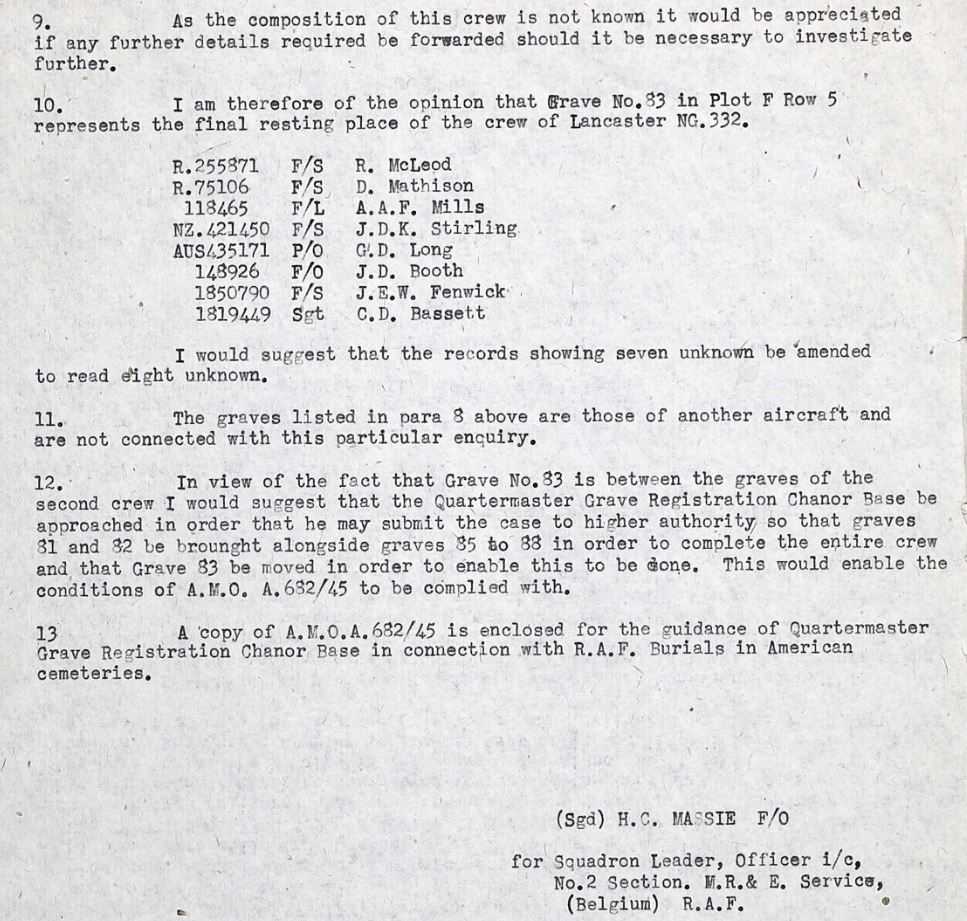 9. As the composition of this crew is not known it would be appreciated
if any further details required be forwarded should it be necessary to investigate
further.
10. I am therefore of the opinion that Grave No.83 in Plot F Row 5
represents the final resting place of the crew of Lancaster NG.332.
R.255871 F/S R. McLeod
R.75106 F/S D. Mathison
118465 F/L A.A.F. Mills
NZ.421450 F/S J.D.K. Stirling
AUS435171 P/O G.D. Long
148926 F/O J.D. Booth
1850790 F/S J.E.W. Fenwick
1819449 Sgt C.D. Bassett
I would suggest that the records showing seven unknown be amended
to read eight unknown.
11. The graves listed in para 8 above are those of another aircraft and
are not connected with this particular enquiry.
12. In view of the fact that Grave No.83 is between the graves of the
second crew I would suggest that the Quartermaster Grave Registration Chanor Base be
approached in order that he may submit the case to higher authority so that graves
81 and 82 be brounght alongside graves 85 to 88 in order to complete the entire crew
and that Grave 83 be moved in order to enable this to be done. This would enable the
conditions of A.M.O. A.682/45 to be complied with.
13 A copy of A.M.O.A.682/45 is enclosed for the guidance of Quartermaster
Grave Registration Chanor Base in connection with R.A.F. Burials in American
cemeteries.
(Sgd) H.C. MASSIE F/O
for Squadron Leader, Officer i/c,
No.2 Section. M.R.& E. Service,
(Belgium) R.A.F.